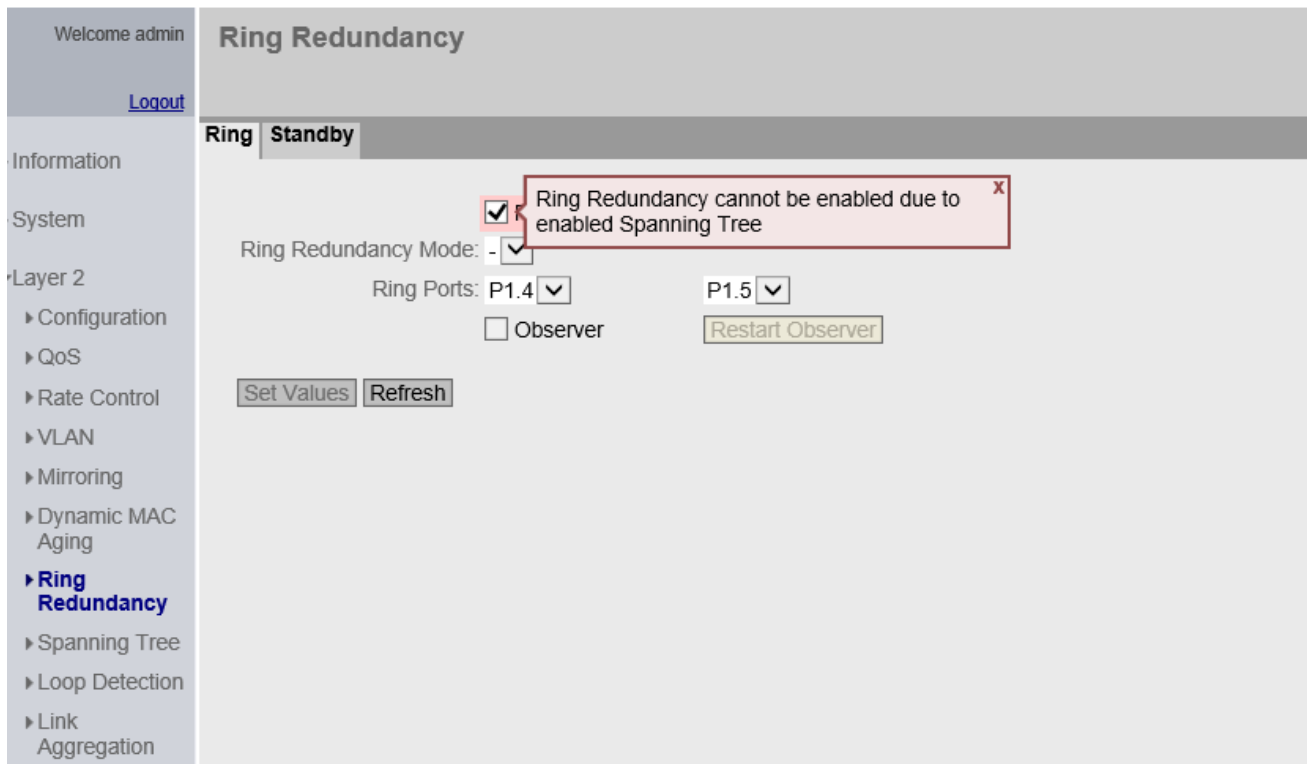 Welcome admin
Ring Redundancy
Logout
Ring Standby
Information
System
Layer 2
Configuration
QoS
Rate Control
VLAN
Mirroring
Dynamic MAC
Aging
Ring
Redundancy
Spanning Tree
Loop Detection
Link
Aggregation
Ring Redundancy cannot be enabled due to
enabled Spanning Tree
x
Ring Redundancy Mode: -
Ring Ports: P1.4 P1.5
Observer Restart Observer
Set Values Refresh